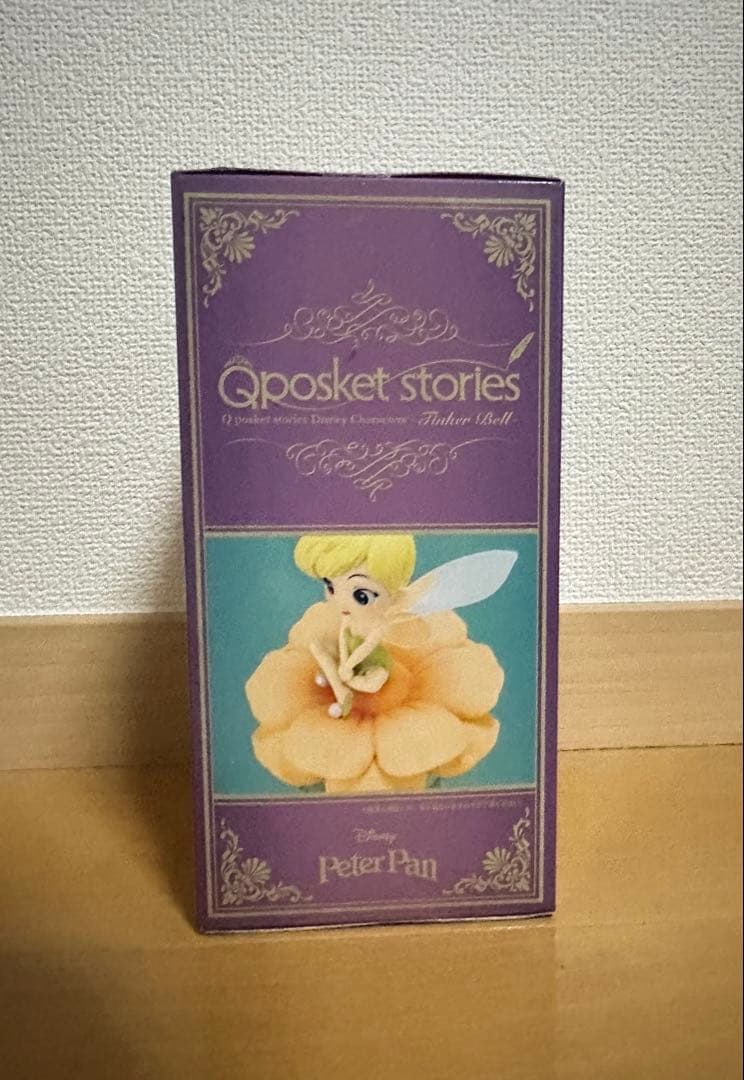 Qposket stories
Q posket stories Disney Characters -Tinker Bell-
Disney
Peter Pan